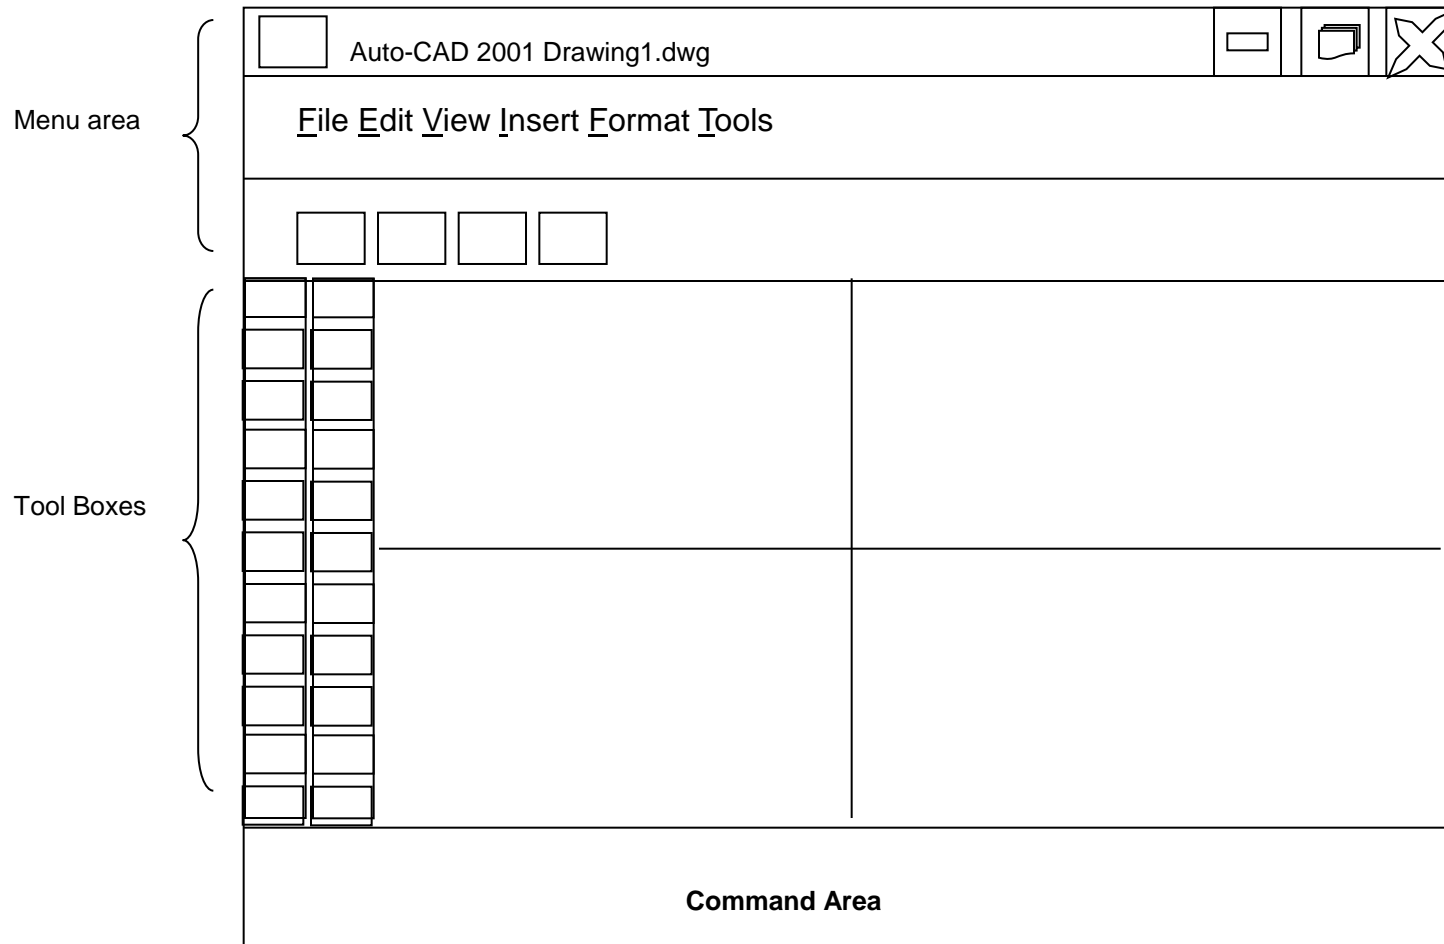 Auto-CAD 2001 Drawing1.dwg
Menu area
File Edit View Insert Format Tools
Tool Boxes
Command Area